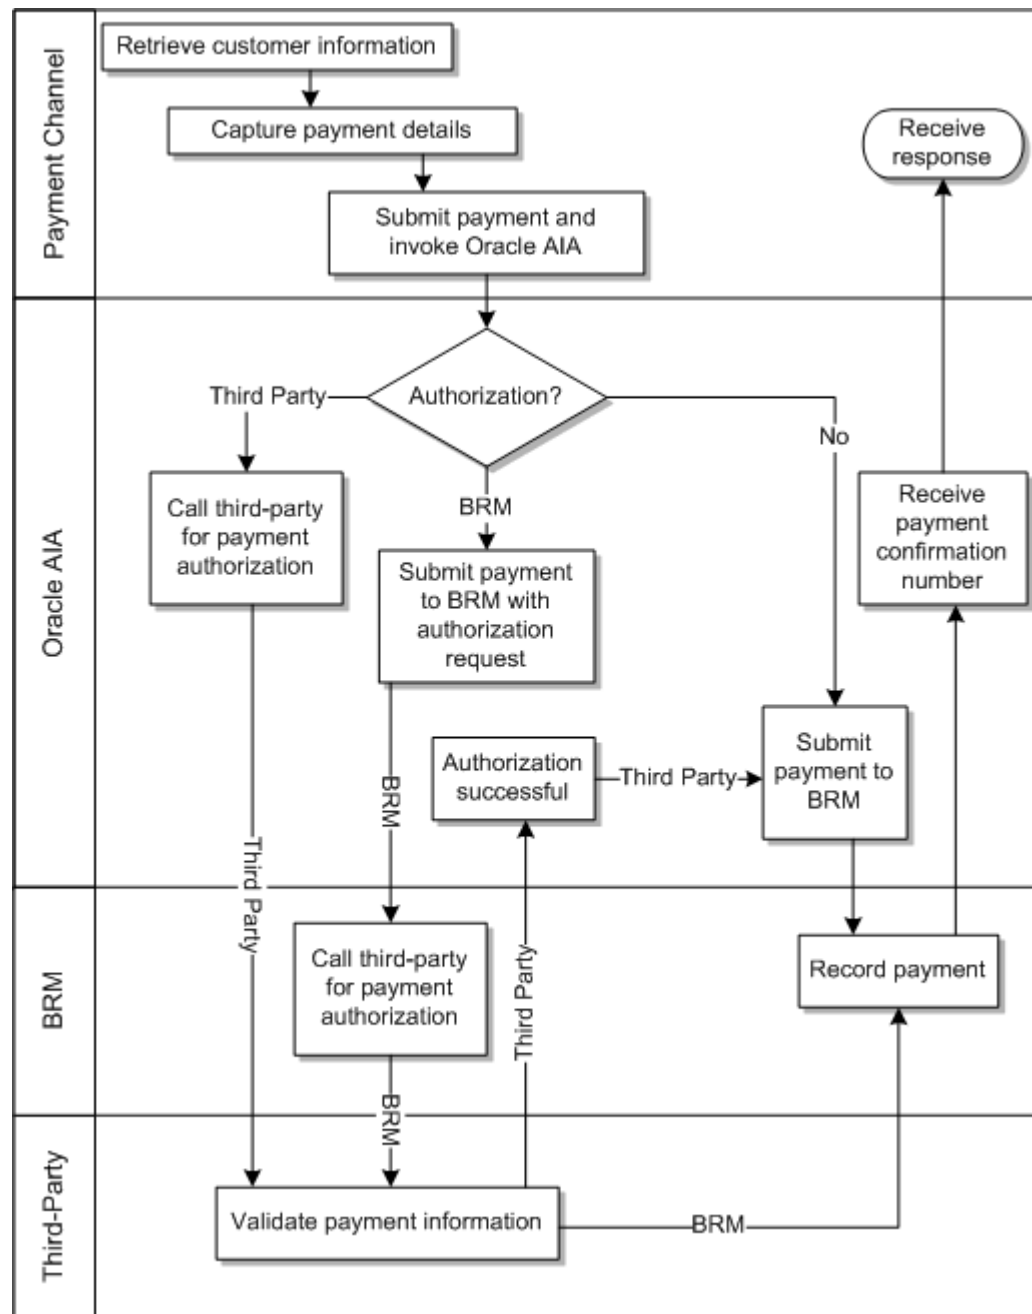 Payment Channel
Retrieve customer information
Capture payment details
Submit payment and
invoke Oracle AIA
Receive
response
Oracle AIA
Authorization?
Third Party
No
BRM
Call third-party
for payment
authorization
Submit payment
to BRM with
authorization
request
Receive
payment
confirmation
number
Authorization
successful
Third Party
Submit
payment to
BRM
BRM
Third Party
BRM
Call third-party
for payment
authorization
Third Party
Record payment
BRM
Third-Party
Validate payment information
BRM